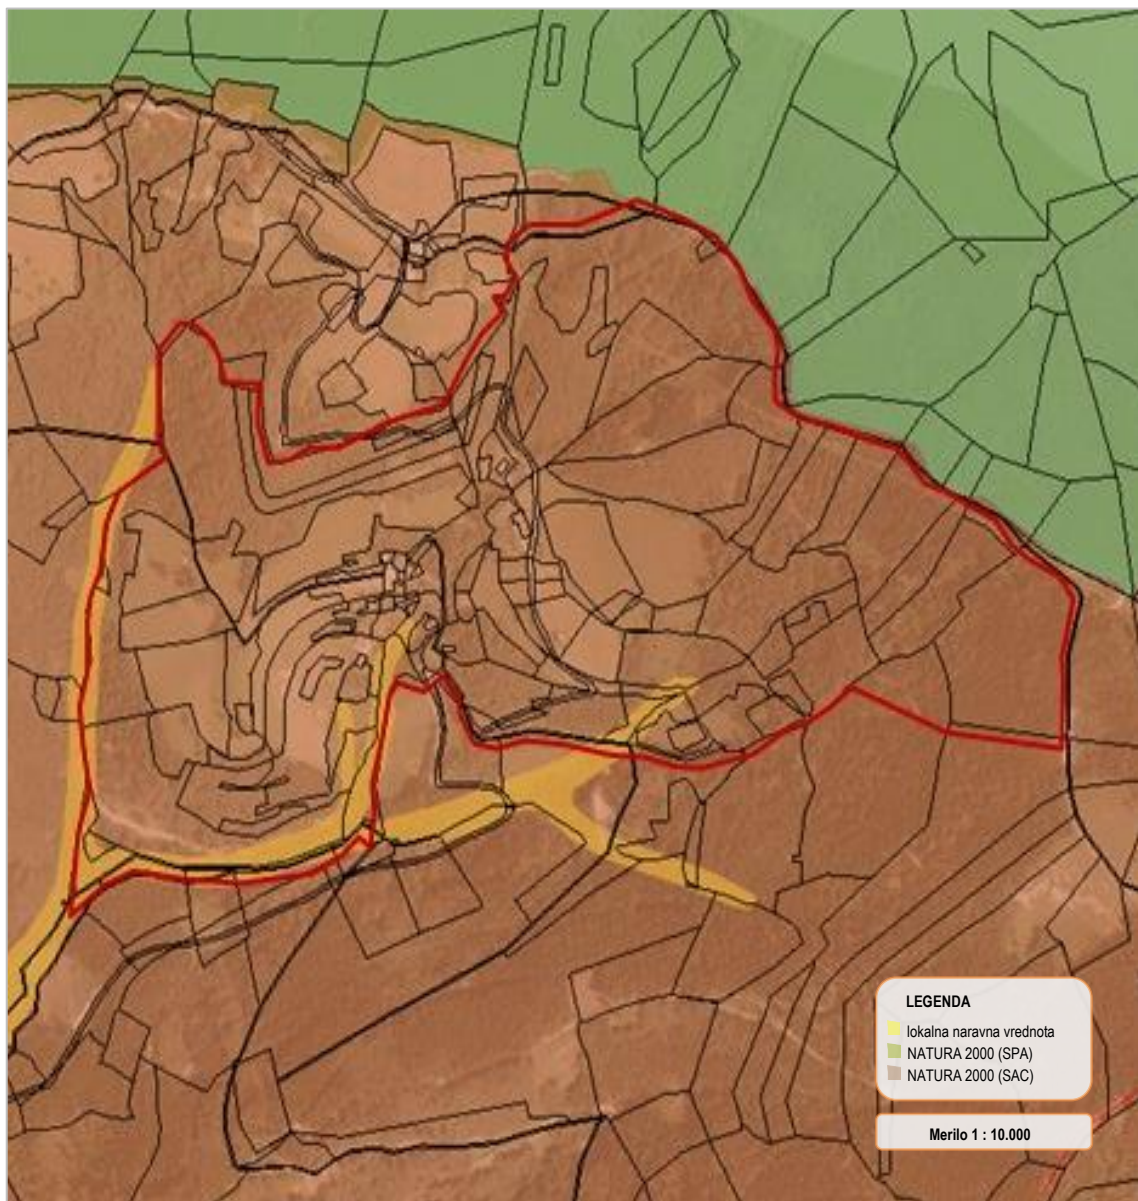 LEGENDA
lokalna naravna vrednota
NATURA 2000 (SPA)
NATURA 2000 (SAC)
Merilo 1 : 10.000